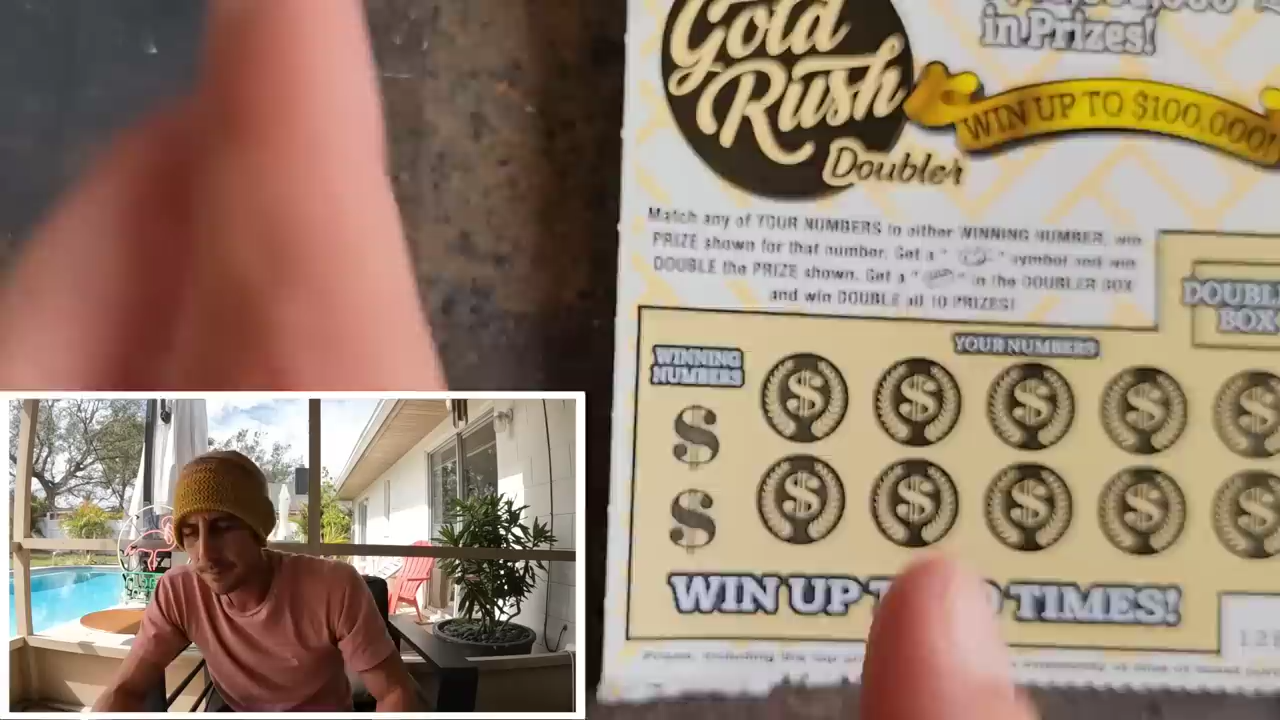 Gold
Rush
Doubler
in Prizes!
WIN UP TO $100,000!
Match any of YOUR NUMBERS to either WINNING NUMBER, win
PRIZE shown for that number. Get a " " symbol and win
DOUBLE the PRIZE shown. Get a " " in the DOUBLER BOX
and win DOUBLE all 10 PRIZES!
DOUBL
BOX
WINNING
NUMBERS
YOUR NUMBERS
$ $ $ $ $ $
$ $ $ $ $ $
WIN UP T TIMES!